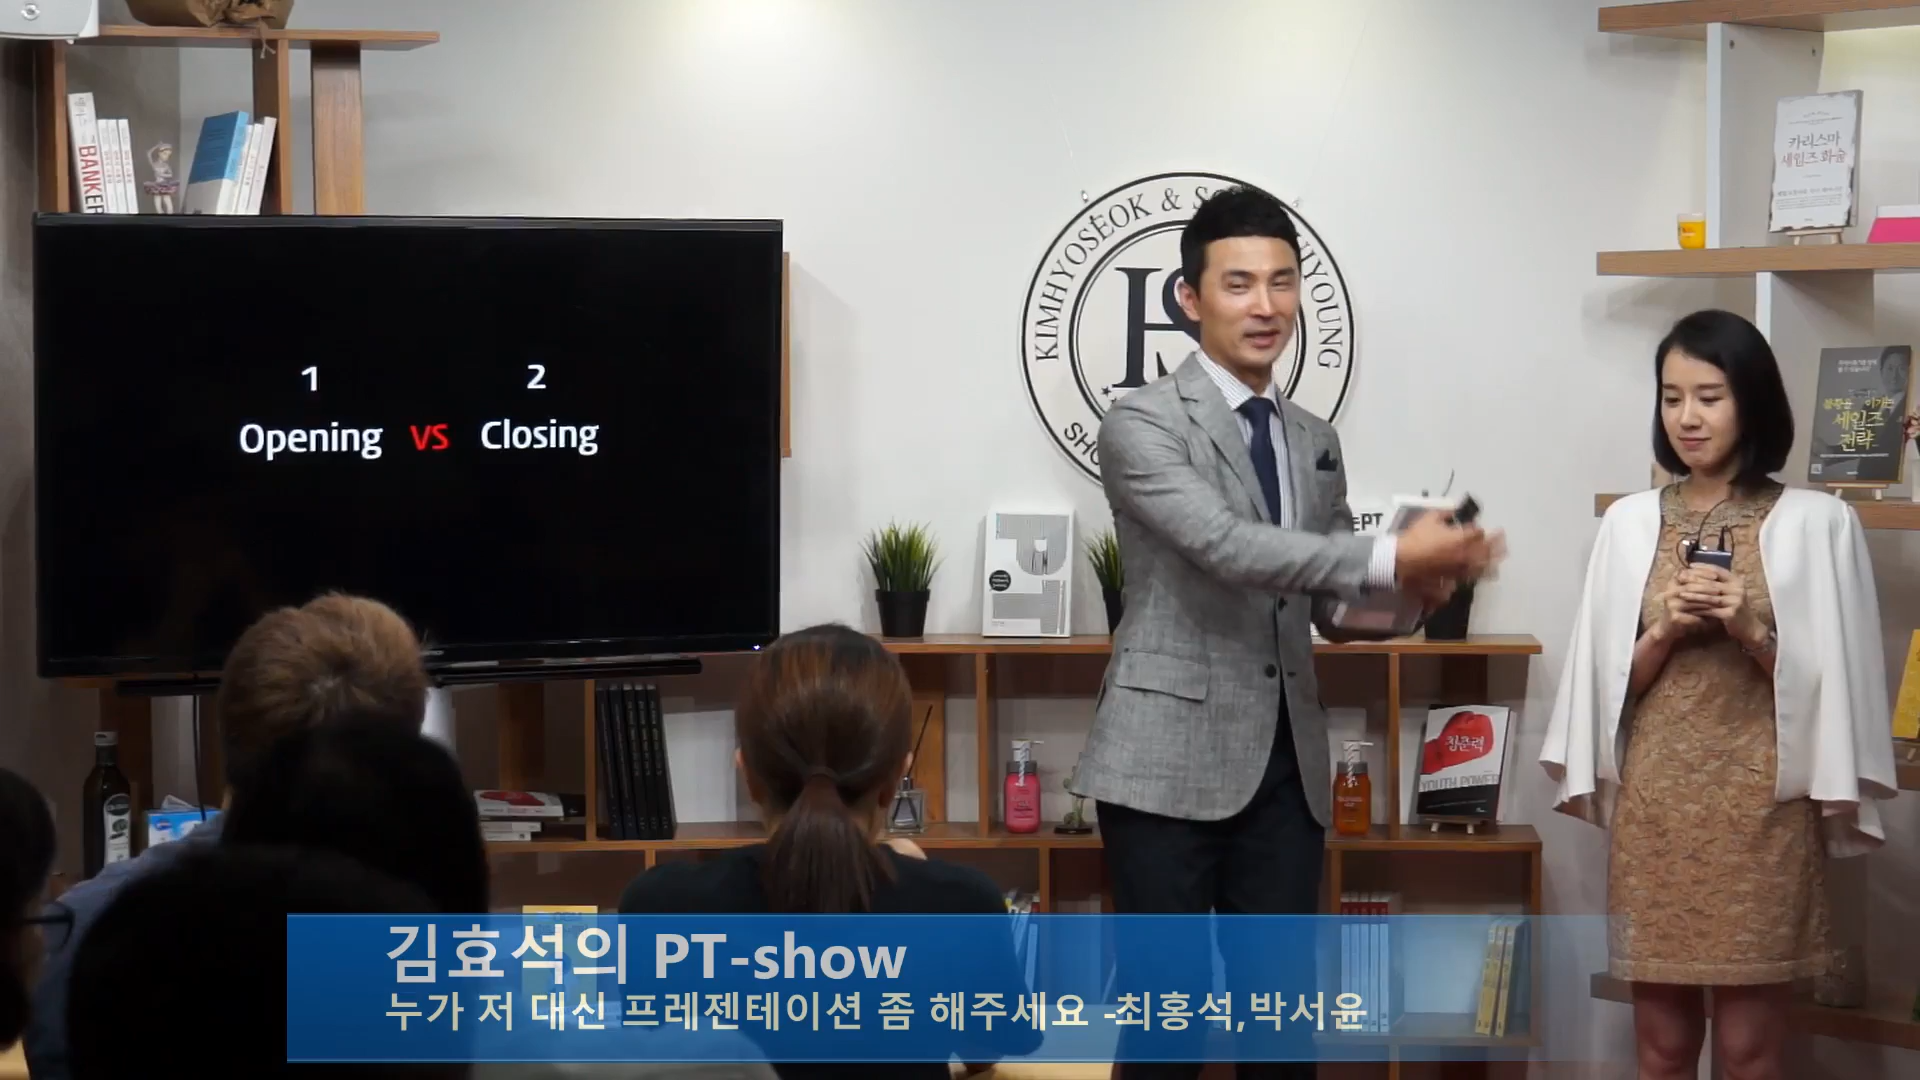 BANKER
1 2
Opening VS Closing
KIMHYOSEOK &
카리스마
세일즈 화술
세일즈
전략
청춘력
YOUTH POWER
김효석의 PT-show
누가 저 대신 프레젠테이션 좀 해주세요 -최홍석,박서윤